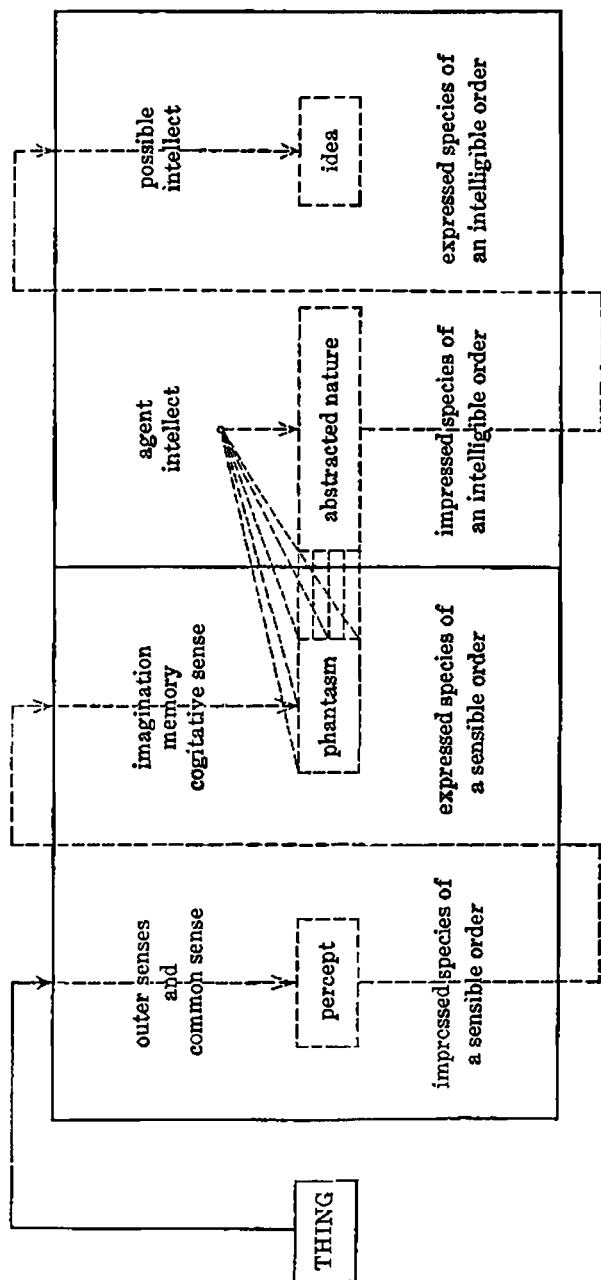 THING
outer senses
and
common sense
percept
impressed species of
a sensible order
imagination
memory
cogitative sense
phantasm
expressed species of
a sensible order
agent
intellect
abstracted nature
impressed species of
an intelligible order
possible
intellect
idea
expressed species of
an intelligible order